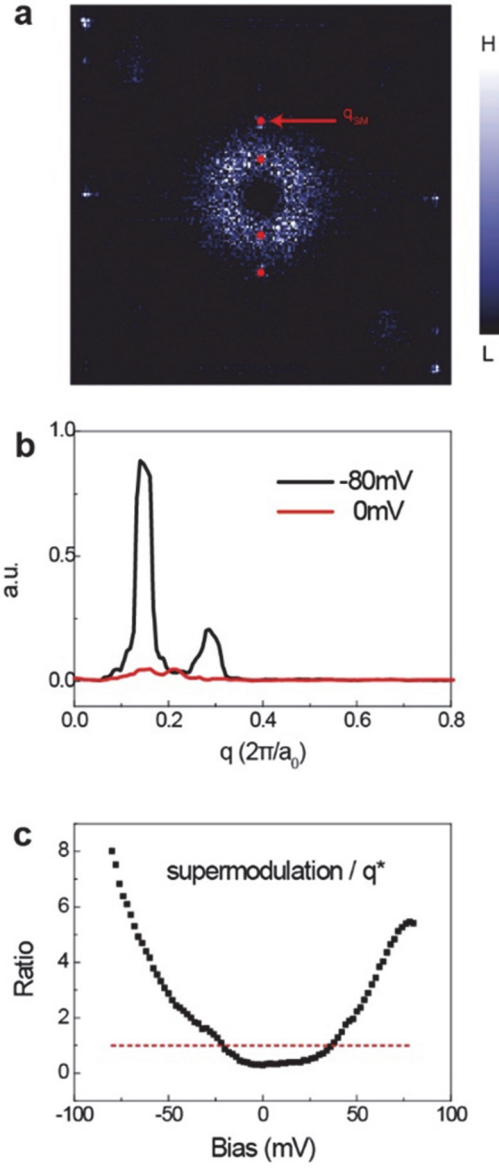 a
H
qSM
L
b
1.0
-80mV
0mV
0.5
a.u.
0.0
0.0 0.2 0.4 0.6 0.8
q (2π/a0)
c
8
supermodulation / q*
6
Ratio
4
2
0
-100 -50 0 50 100
Bias (mV)